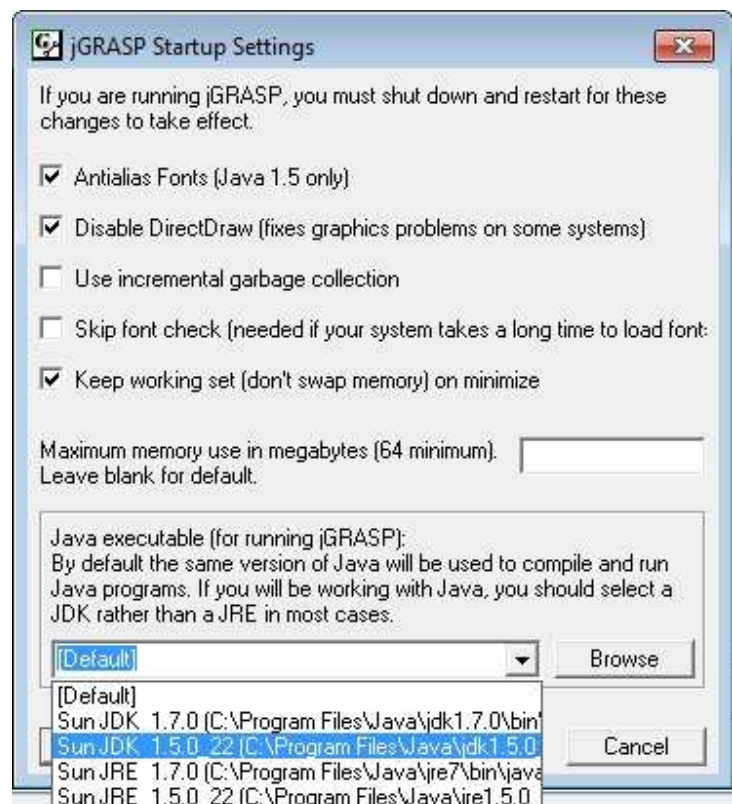 jGRASP Startup Settings
If you are running jGRASP, you must shut down and restart for these
changes to take effect.
Antialias Fonts (Java 1.5 only)
Disable DirectDraw (fixes graphics problems on some systems)
Use incremental garbage collection
Skip font check (needed if your system takes a long time to load font:
Keep working set (don't swap memory) on minimize
Maximum memory use in megabytes (64 minimum).
Leave blank for default.
Java executable (for running jGRASP):
By default the same version of Java will be used to compile and run
Java programs. If you will be working with Java, you should select a
JDK rather than a JRE in most cases.
[Default]
Browse
[Default]
Sun JDK 1.7.0 (C:\Program Files\Java\jdk1.7.0\bin\
Sun JDK 1.5.0_22 (C:\Program Files\Java\jdk1.5.0
Cancel
Sun JRE 1.7.0 (C:\Program Files\Java\jre7\bin\java
Sun JRE 1.5.0_22 (C:\Program Files\Java\jre1.5.0